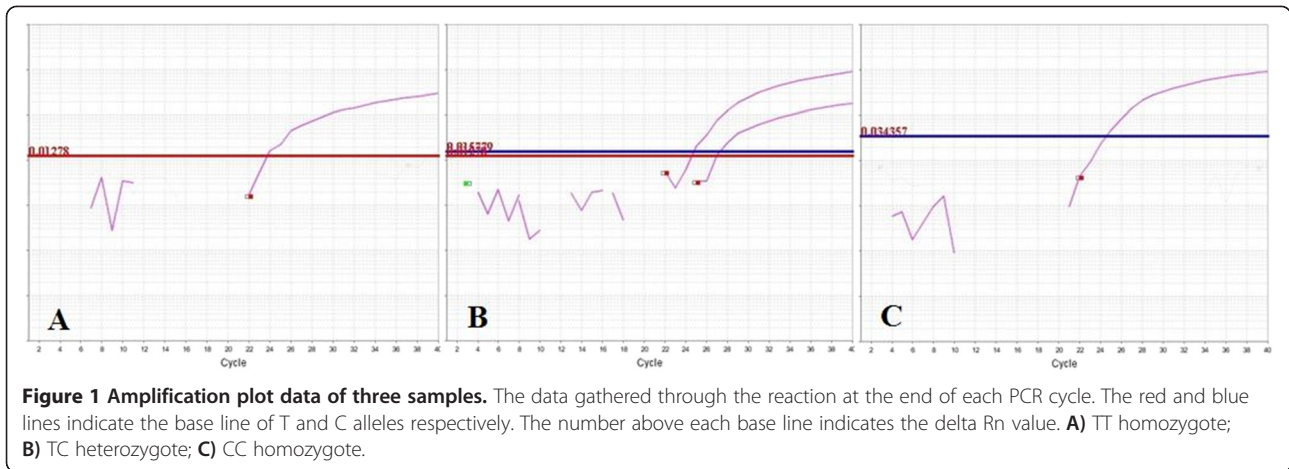 0.01278
A
2 4 6 8 10 12 14 16 18 20 22 24 26 28 30 32 34 36 38 4
Cycle
B
2 4 6 8 10 12 14 16 18 20 22 24 26 28 30 32 34 36 38 4
Cycle
0.034357
C
2 4 6 8 10 12 14 16 18 20 22 24 26 28 30 32 34 36 38 40
Cycle
Figure 1 Amplification plot data of three samples. The data gathered through the reaction at the end of each PCR cycle. The red and blue
lines indicate the base line of T and C alleles respectively. The number above each base line indicates the delta Rn value. A) TT homozygote;
B) TC heterozygote; C) CC homozygote.